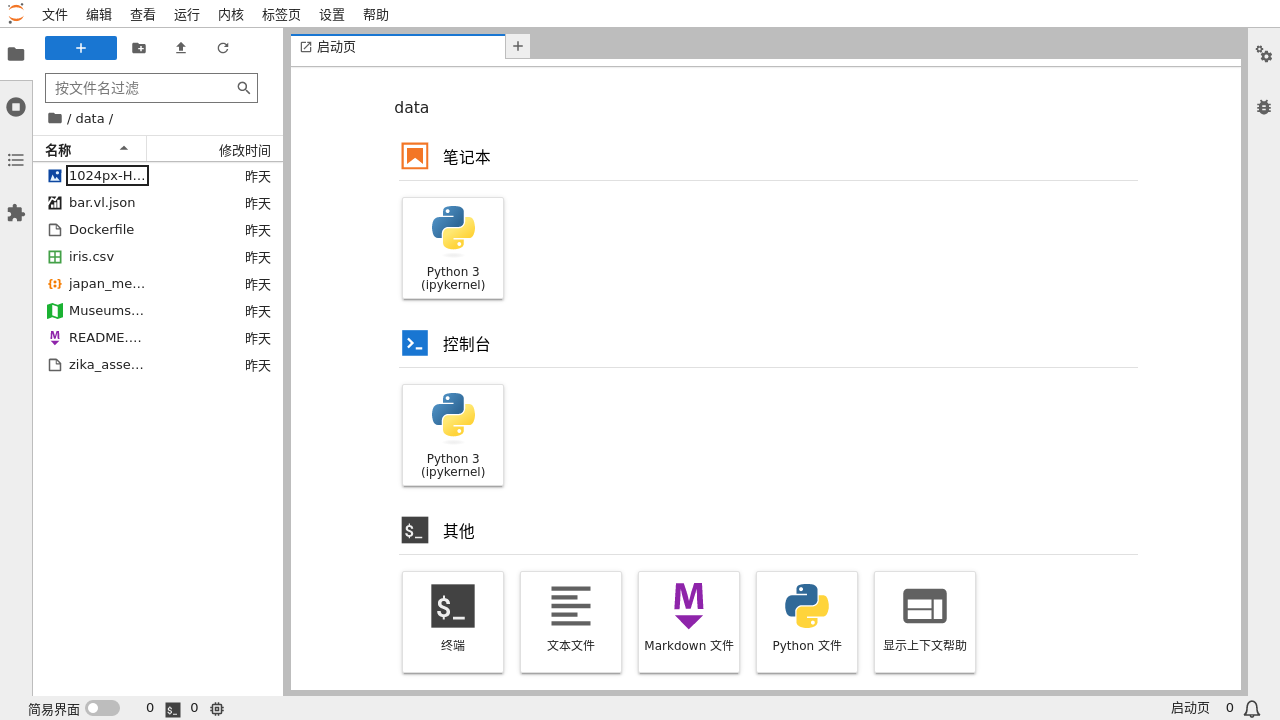 文件 编辑 查看 运行 内核 标签页 设置 帮助
启动页
按文件名过滤
/ data /
名称 修改时间
1024px-H… 昨天
bar.vl.json 昨天
Dockerfile 昨天
iris.csv 昨天
japan_me… 昨天
Museums… 昨天
README.… 昨天
zika_asse… 昨天
data
笔记本
Python 3
(ipykernel)
控制台
Python 3
(ipykernel)
其他
终端 文本文件 Markdown 文件 Python 文件 显示上下文帮助
简易界面 0 0 启动页 0